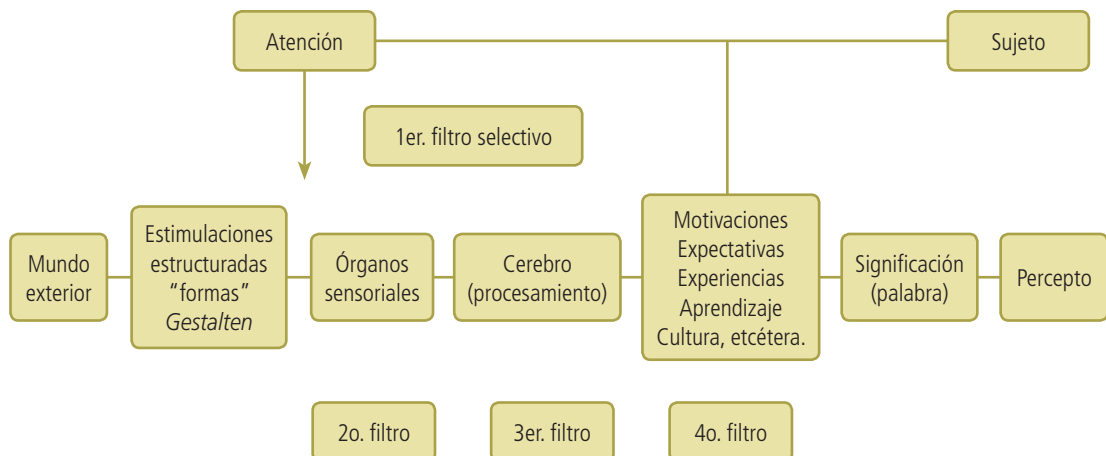 Atención
Sujeto
1er. filtro selectivo
Mundo
exterior
Estimulaciones
estructuradas
“formas”
Gestalten
Órganos
sensoriales
Cerebro
(procesamiento)
Motivaciones
Expectativas
Experiencias
Aprendizaje
Cultura, etcétera.
Significación
(palabra)
Percepto
2o. filtro
3er. filtro
4o. filtro